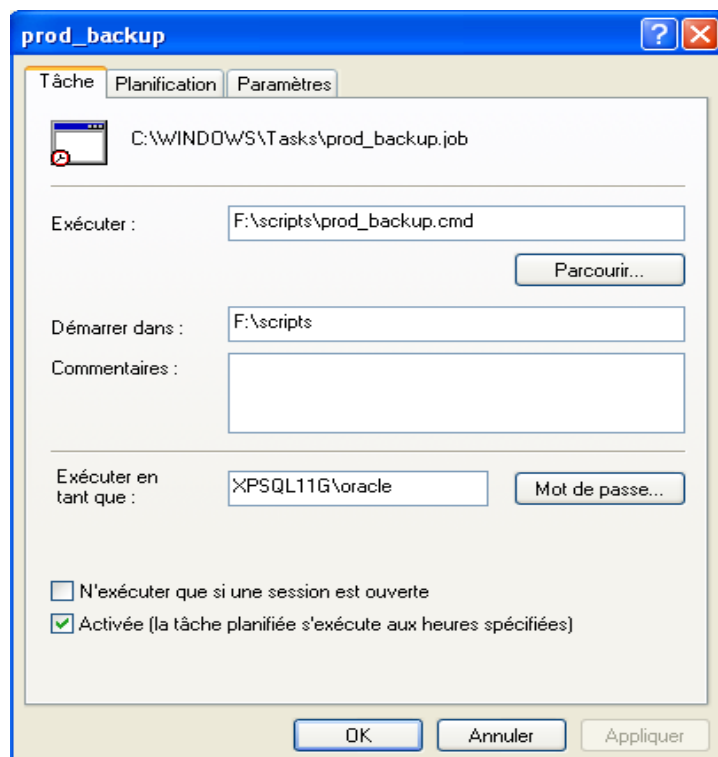 prod_backup
Tâche Planification Paramètres
C:\WINDOWS\Tasks\prod_backup.job
Exécuter : F:\scripts\prod_backup.cmd
Parcourir...
Démarrer dans : F:\scripts
Commentaires :
Exécuter en
tant que : XPSQL11G\oracle Mot de passe...
N'exécuter que si une session est ouverte
Activée (la tâche planifiée s'exécute aux heures spécifiées)
OK Annuler Appliquer